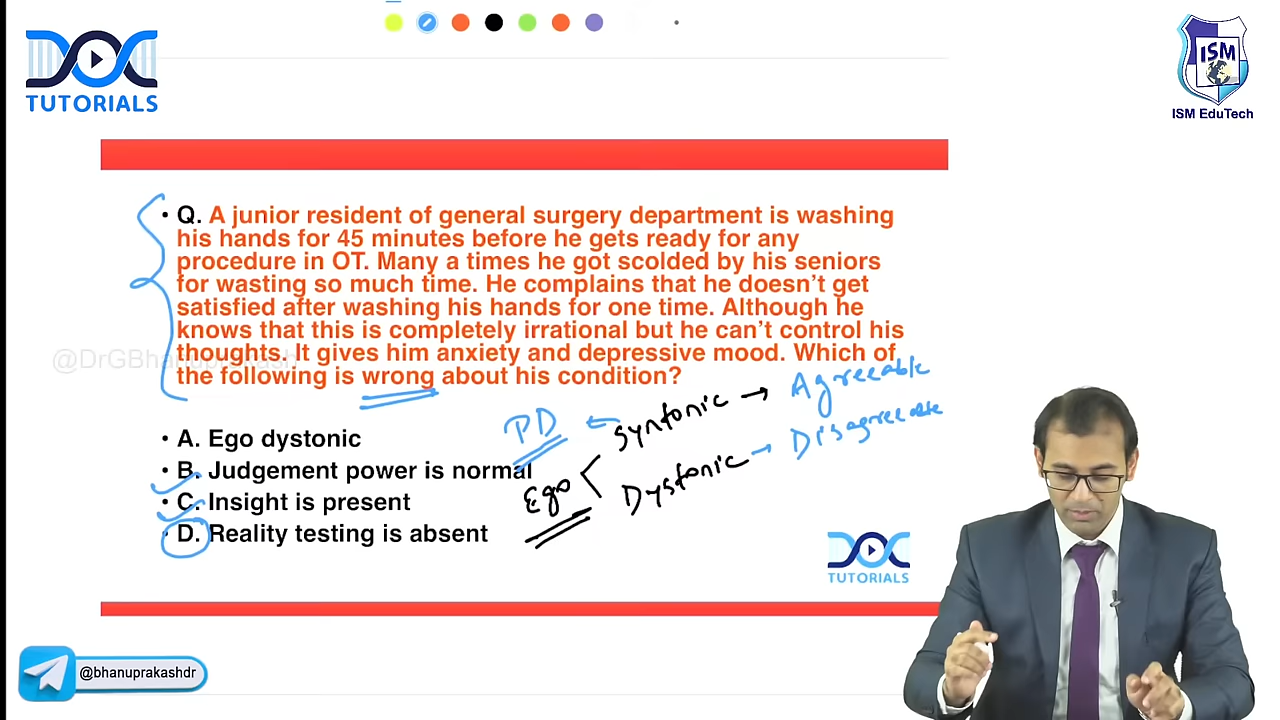 DOC
TUTORIALS
ISM
ISM EduTech
• Q. A junior resident of general surgery department is washing
his hands for 45 minutes before he gets ready for any
procedure in OT. Many a times he got scolded by his seniors
for wasting so much time. He complains that he doesn't get
satisfied after washing his hands for one time. Although he
knows that this is completely irrational but he can't control his
thoughts. It gives him anxiety and depressive mood. Which of
the following is wrong about his condition?
@DrGBhanuprakash
• A. Ego dystonic
• B. Judgement power is normal
• C. Insight is present
• D. Reality testing is absent
PD ← Syntonic → Agreeable
Ego
Dystonic → Disagreeable
DOC
TUTORIALS
@bhanuprakashdr